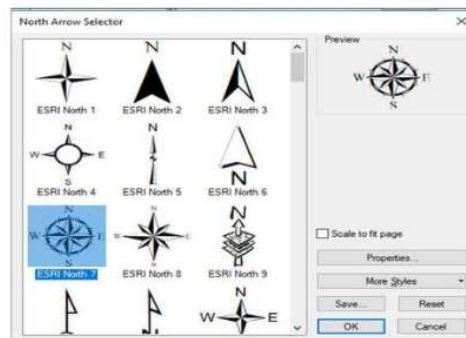 North Arrow Selector
Preview
N
W E
S
N
N
N
ESRI North 1 ESRI North 2 ESRI North 3
N
N
N
W E
S
ESRI North 4 ESRI North 5 ESRI North 6
N
N
N
W E
S
ESRI North 7 ESRI North 8 ESRI North 9
N
W E
Scale to fit page
Properties...
More Styles
Save... Reset
OK Cancel